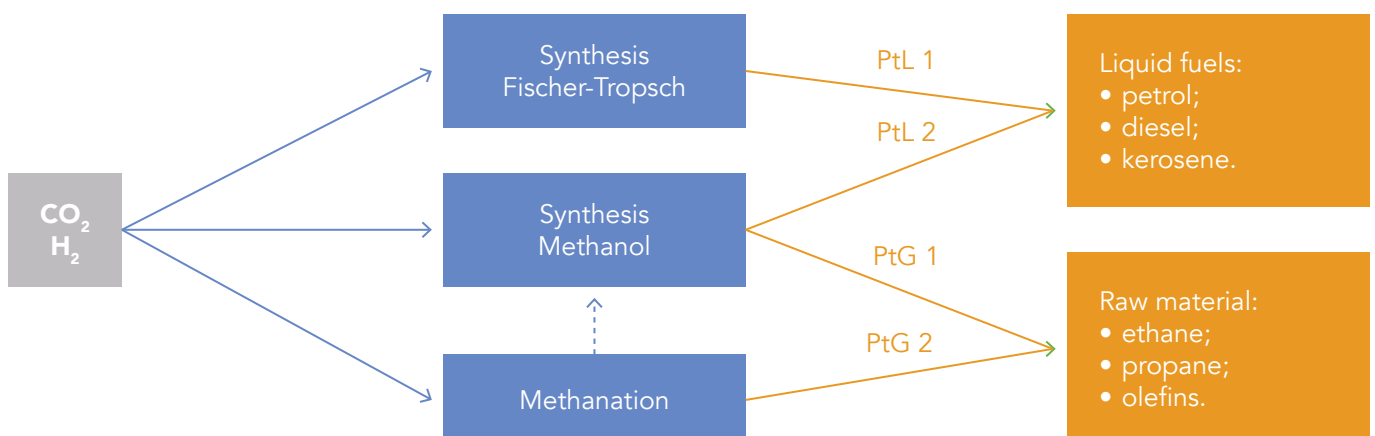 CO₂
H₂
Synthesis
Fischer-Tropsch
Synthesis
Methanol
Methanation
PtL 1
PtL 2
PtG 1
PtG 2
Liquid fuels:
• petrol;
• diesel;
• kerosene.
Raw material:
• ethane;
• propane;
• olefins.